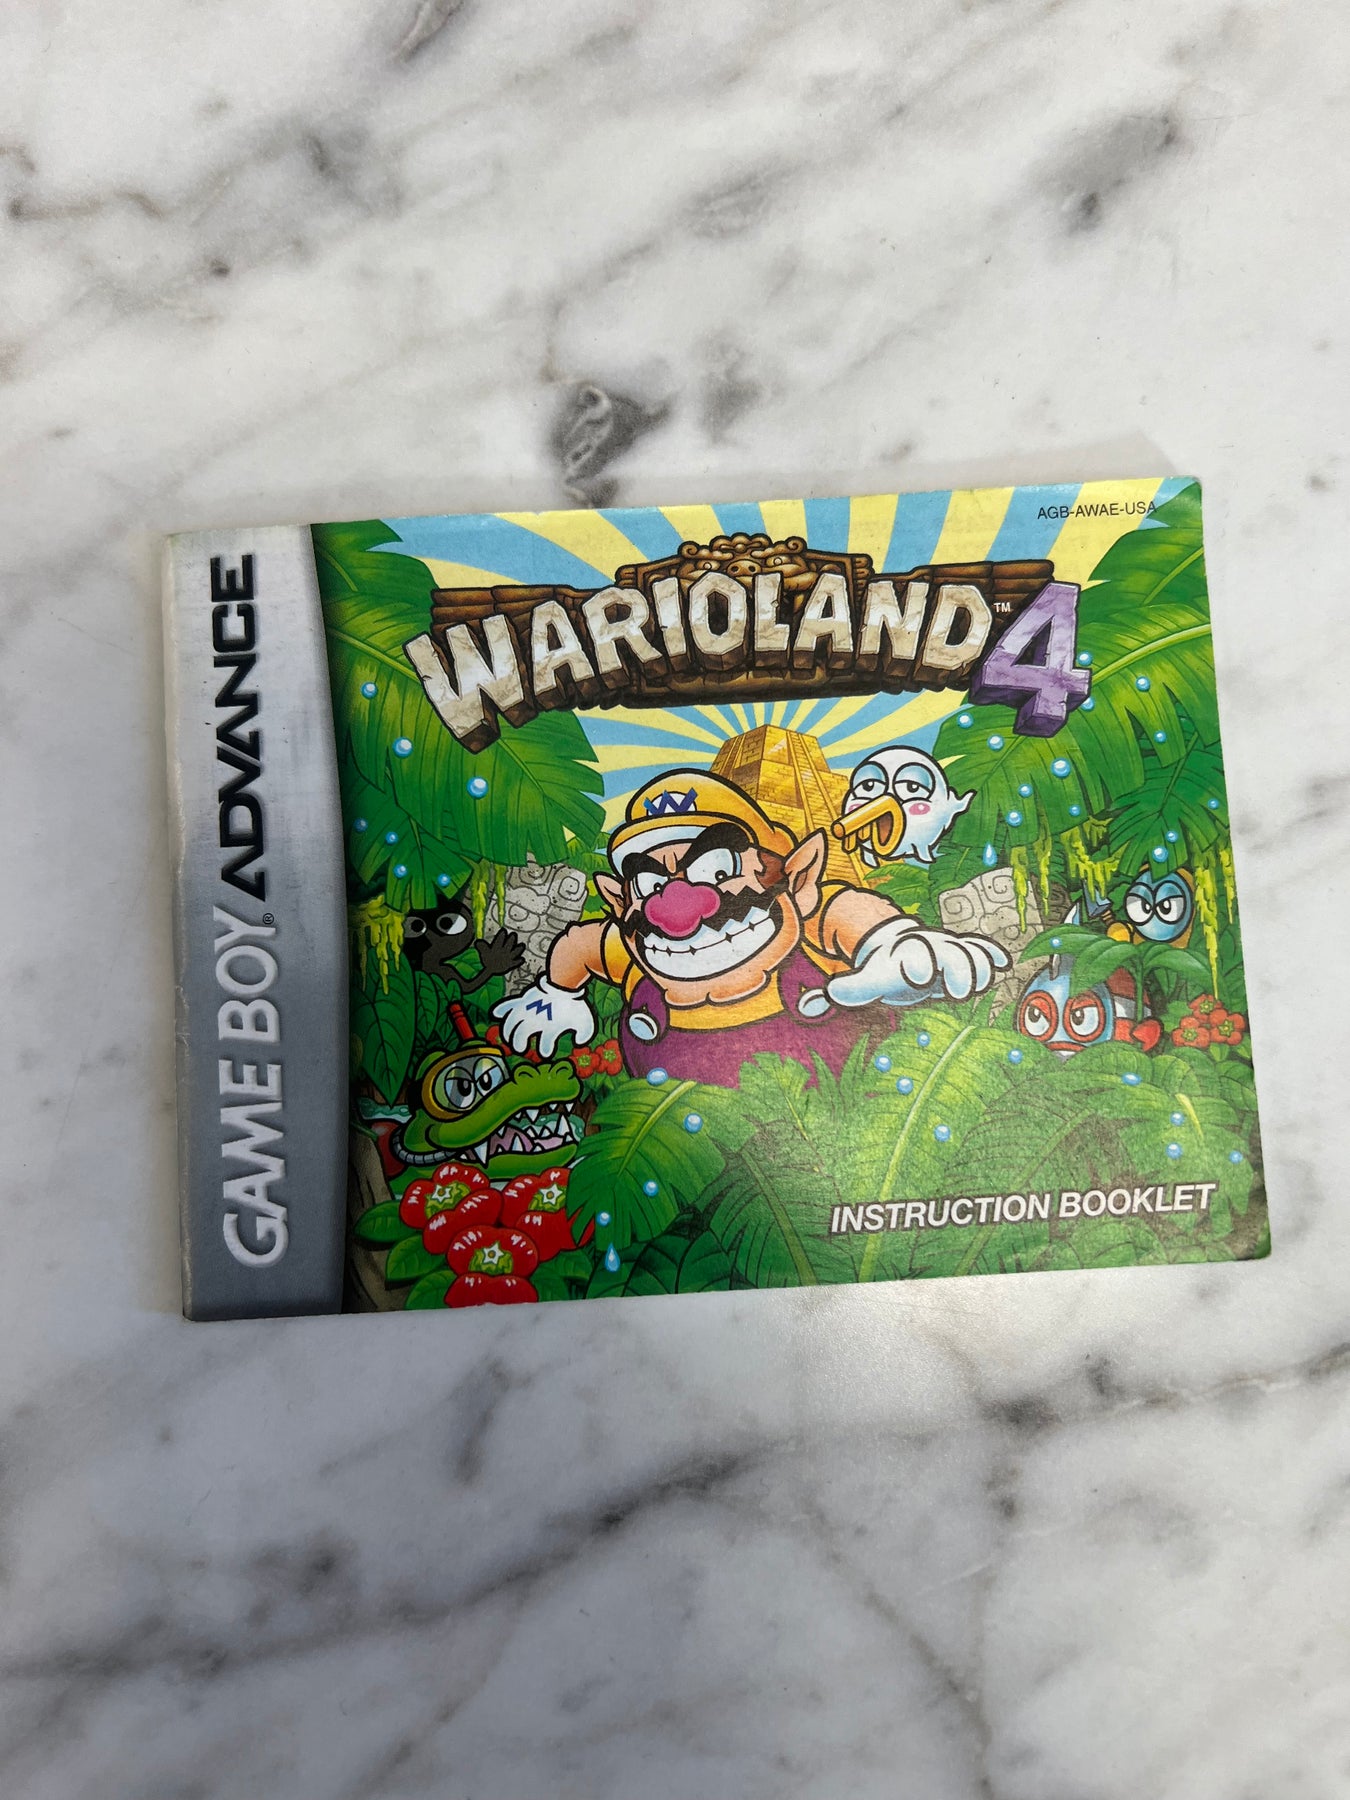 GAME BOY® ADVANCE
AGB-AWAE-USA
WARIOLAND™ 4
W
INSTRUCTION BOOKLET